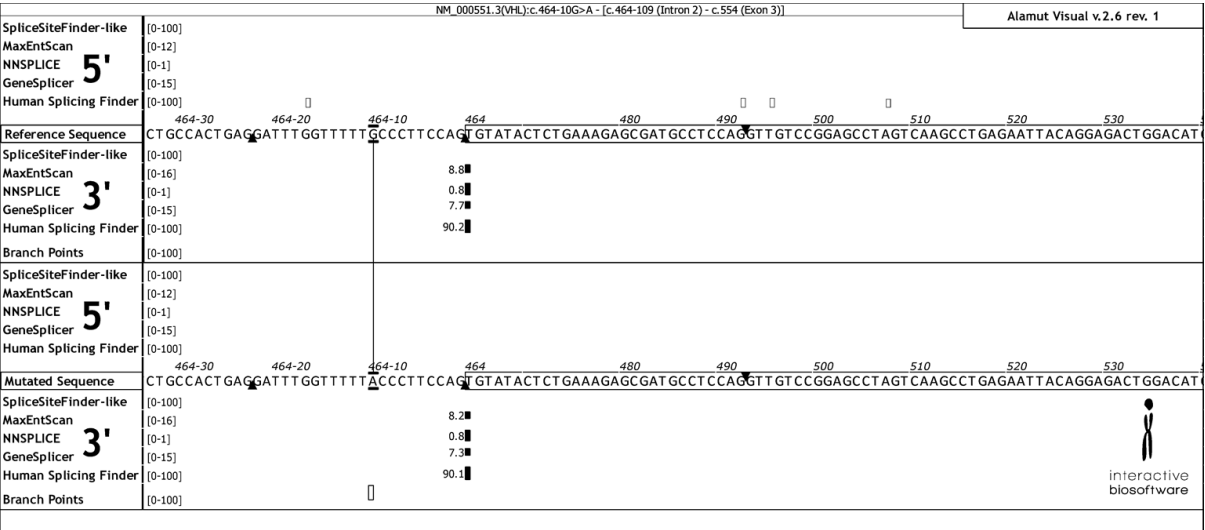 NM_000551.3(VHL):c.464-10G>A - [c.464-109 (Intron 2) - c.554 (Exon 3)]
Alamut Visual v.2.6 rev. 1
SpliceSiteFinder-like [0-100]
MaxEntScan [0-12]
NNSPLICE [0-1]
5'
GeneSplicer [0-15]
Human Splicing Finder [0-100]
464-30 464-20 464-10 464 480 490 500 510 520 530
Reference Sequence CTGCCACTGAGGATTTGGTTTTTGCCCTTCCAGTGTATACTCTGAAAGAGCGATGCCTCCAGGTTGTCCGGAGCCTAGTCAAGCCTGAGAATTACAGGAGACTGGACATC
SpliceSiteFinder-like [0-100]
MaxEntScan [0-16] 8.8
NNSPLICE [0-1] 0.8
3'
GeneSplicer [0-15] 7.7
Human Splicing Finder [0-100] 90.2
Branch Points [0-100]
SpliceSiteFinder-like [0-100]
MaxEntScan [0-12]
NNSPLICE [0-1]
5'
GeneSplicer [0-15]
Human Splicing Finder [0-100]
464-30 464-20 464-10 464 480 490 500 510 520 530
Mutated Sequence CTGCCACTGAGGATTTGGTTTTTACCCTTCCAGTGTATACTCTGAAAGAGCGATGCCTCCAGGTTGTCCGGAGCCTAGTCAAGCCTGAGAATTACAGGAGACTGGACATC
SpliceSiteFinder-like [0-100]
MaxEntScan [0-16] 8.2
NNSPLICE [0-1] 0.8
3'
GeneSplicer [0-15] 7.3
Human Splicing Finder [0-100] 90.1
Branch Points [0-100]
interactive
biosoftware